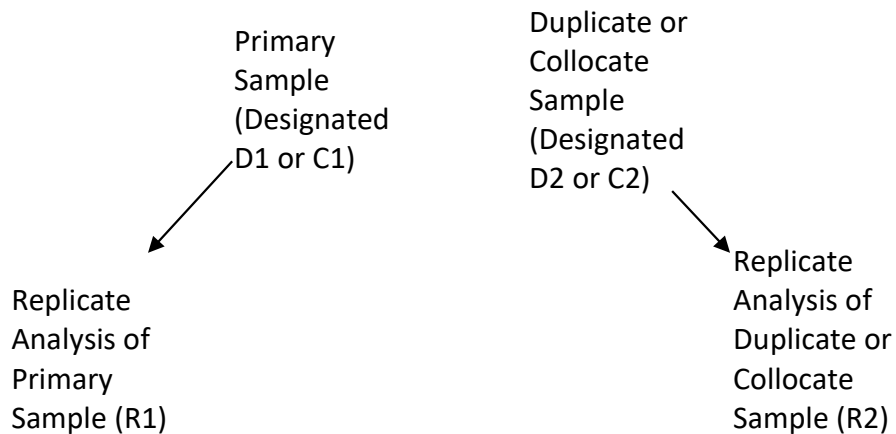 Primary
Sample
(Designated
D1 or C1)
Duplicate or
Collocate
Sample
(Designated
D2 or C2)
Replicate
Analysis of
Primary
Sample (R1)
Replicate
Analysis of
Duplicate or
Collocate
Sample (R2)